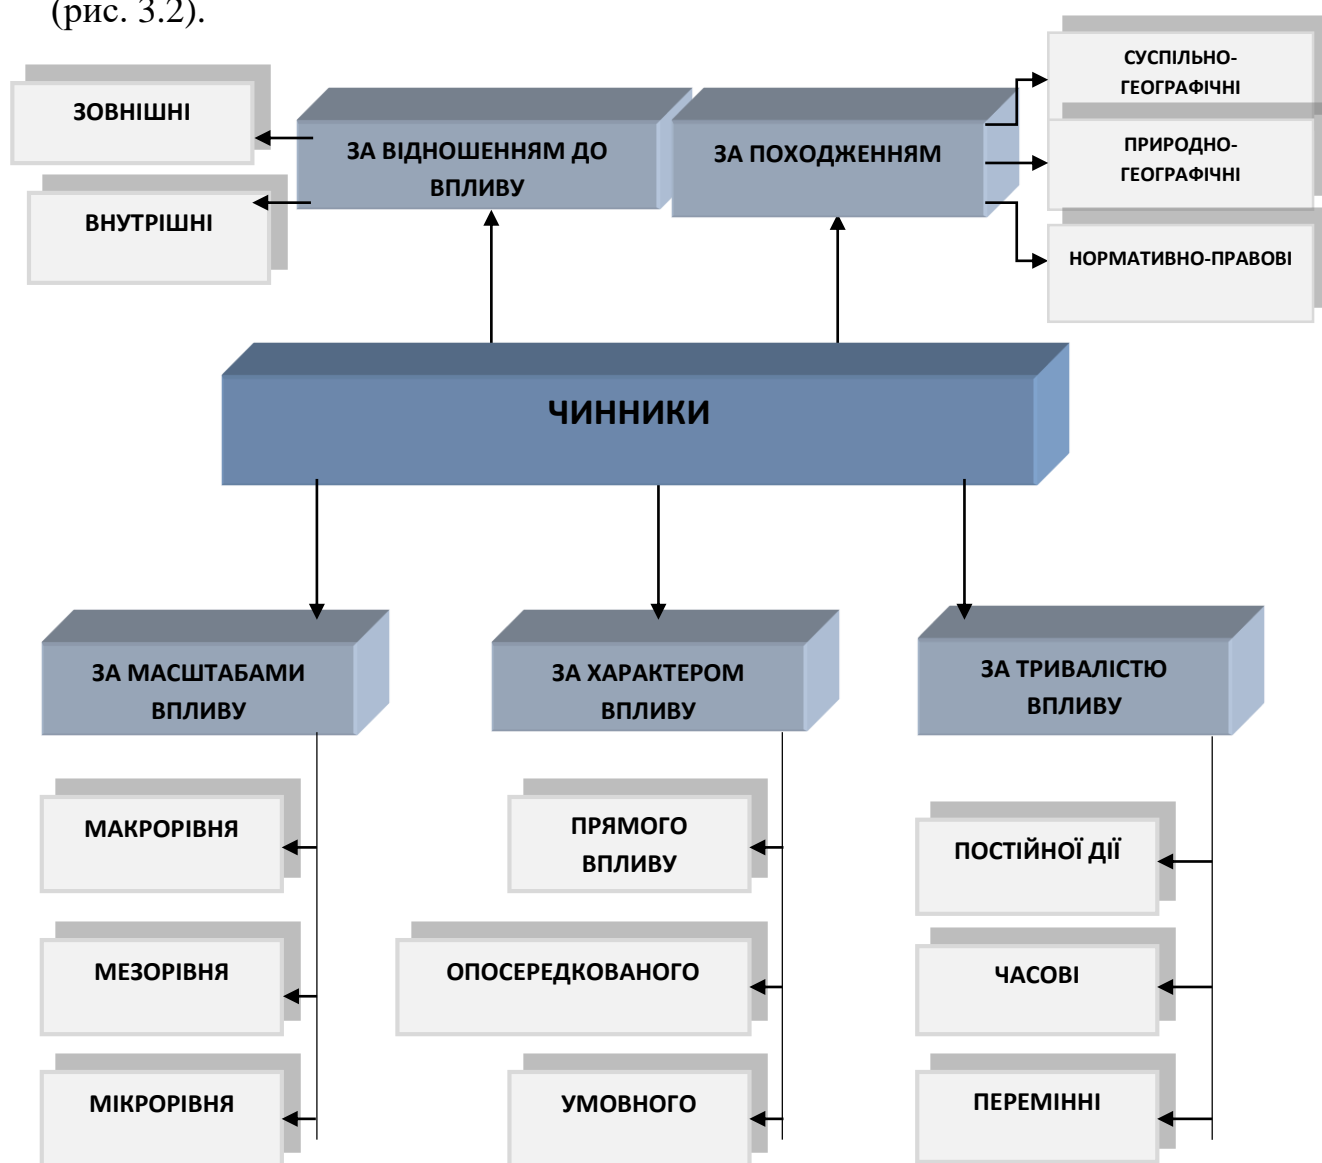 (рис. 3.2).
ЗОВНІШНІ
ВНУТРІШНІ
ЗА ВІДНОШЕННЯМ ДО
ВПЛИВУ
ЗА ПОХОДЖЕННЯМ
СУСПІЛЬНО-
ГЕОГРАФІЧНІ
ПРИРОДНО-
ГЕОГРАФІЧНІ
НОРМАТИВНО-ПРАВОВІ
ЧИННИКИ
ЗА МАСШТАБАМИ
ВПЛИВУ
МАКРОРІВНЯ
МЕЗОРІВНЯ
МІКРОРІВНЯ
ЗА ХАРАКТЕРОМ
ВПЛИВУ
ПРЯМОГО
ВПЛИВУ
ОПОСЕРЕДКОВАНОГО
УМОВНОГО
ЗА ТРИВАЛІСТЮ
ВПЛИВУ
ПОСТІЙНОЇ ДІЇ
ЧАСОВІ
ПЕРЕМІННІ